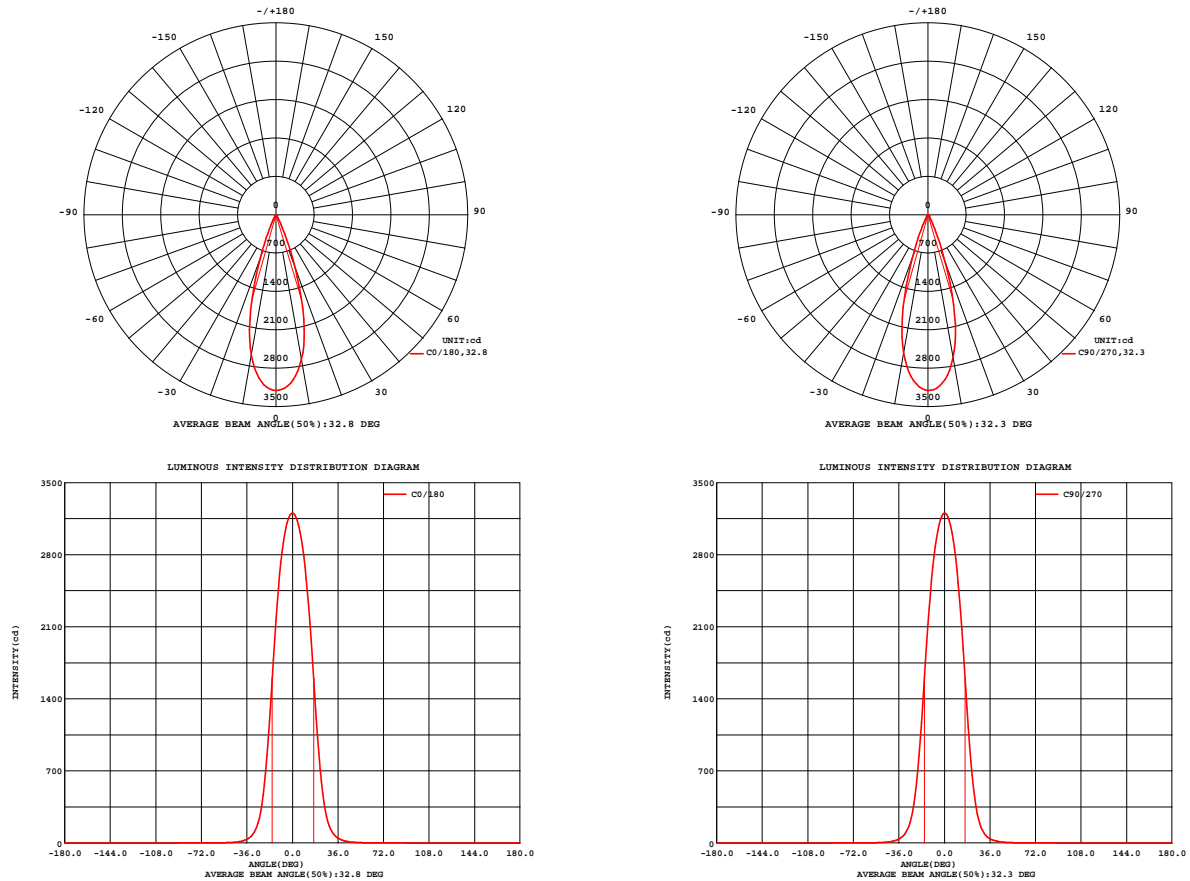 -/+180
-150 150
-120 120
-90 90
-60 60
-30 30
0
700
1400
2100
2800
3500
0
UNIT:cd
C0/180,32.8
AVERAGE BEAM ANGLE(50%):32.8 DEG
-/+180
-150 150
-120 120
-90 90
-60 60
-30 30
0
700
1400
2100
2800
3500
0
UNIT:cd
C90/270,32.3
AVERAGE BEAM ANGLE(50%):32.3 DEG
LUMINOUS INTENSITY DISTRIBUTION DIAGRAM
C0/180
INTENSITY(cd)
3500
2800
2100
1400
700
0
-180.0 -144.0 -108.0 -72.0 -36.0 0.0 36.0 72.0 108.0 144.0 180.0
ANGLE(DEG)
AVERAGE BEAM ANGLE(50%):32.8 DEG
LUMINOUS INTENSITY DISTRIBUTION DIAGRAM
C90/270
INTENSITY(cd)
3500
2800
2100
1400
700
0
-180.0 -144.0 -108.0 -72.0 -36.0 0.0 36.0 72.0 108.0 144.0 180.0
ANGLE(DEG)
AVERAGE BEAM ANGLE(50%):32.3 DEG